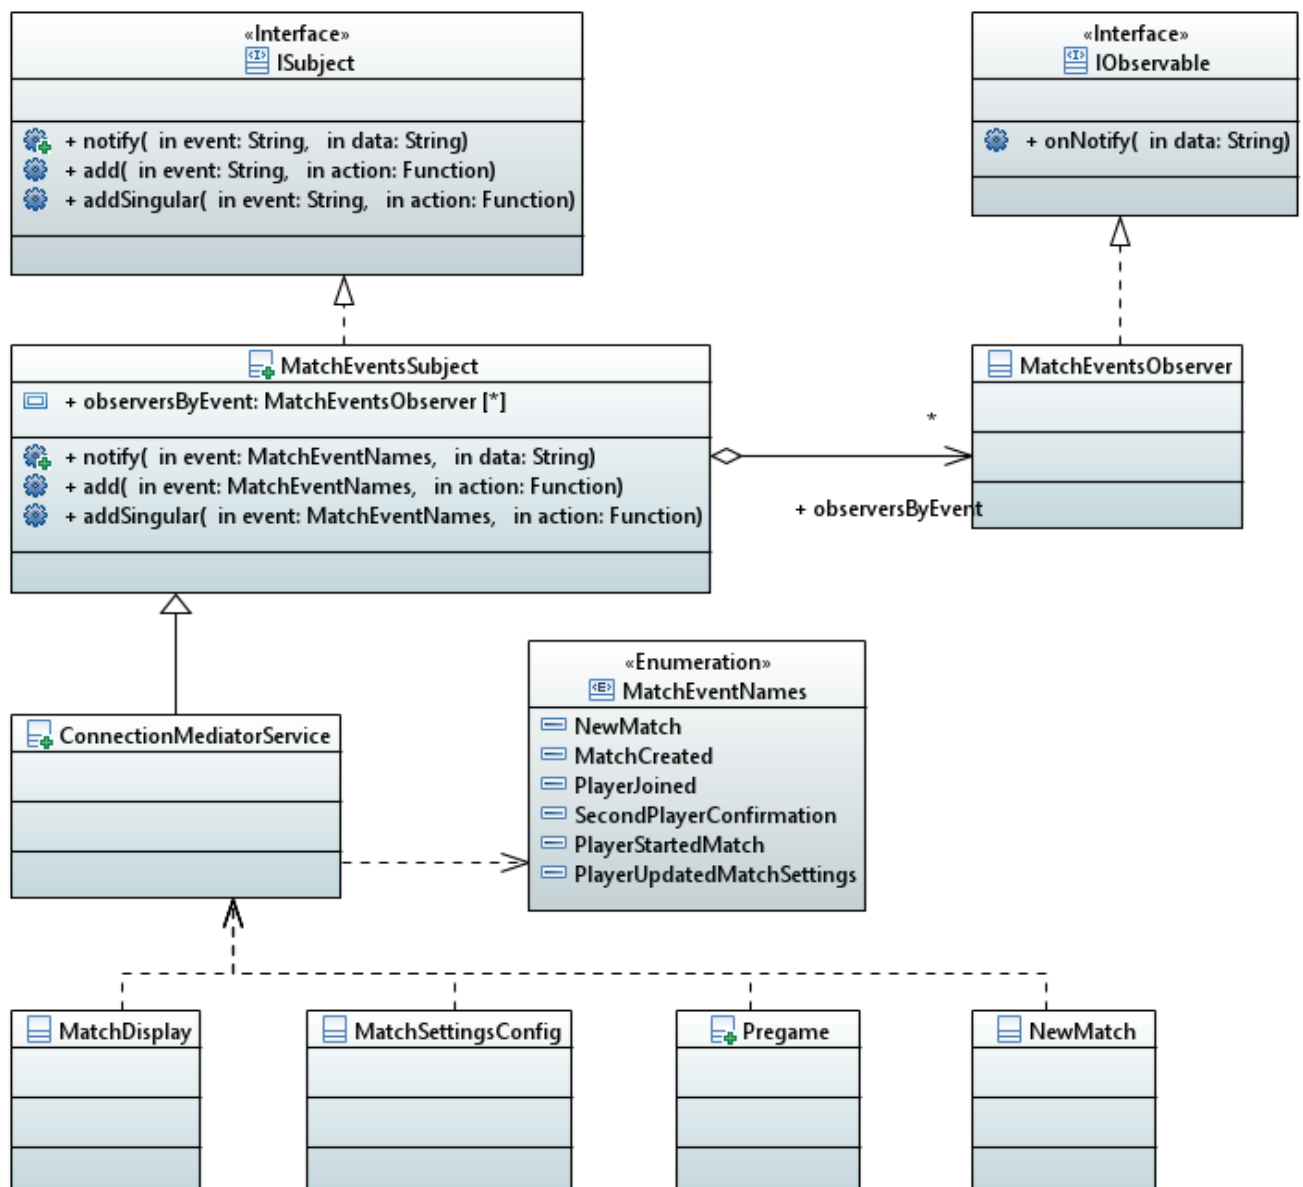 «Interface»
ISubject
+ notify( in event: String, in data: String)
+ add( in event: String, in action: Function)
+ addSingular( in event: String, in action: Function)
«Interface»
IObservable
+ onNotify( in data: String)
MatchEventsSubject
+ observersByEvent: MatchEventsObserver [*]
+ notify( in event: MatchEventNames, in data: String)
+ add( in event: MatchEventNames, in action: Function)
+ addSingular( in event: MatchEventNames, in action: Function)
*
+ observersByEvent
MatchEventsObserver
ConnectionMediatorService
«Enumeration»
MatchEventNames
NewMatch
MatchCreated
PlayerJoined
SecondPlayerConfirmation
PlayerStartedMatch
PlayerUpdatedMatchSettings
MatchDisplay
MatchSettingsConfig
Pregame
NewMatch